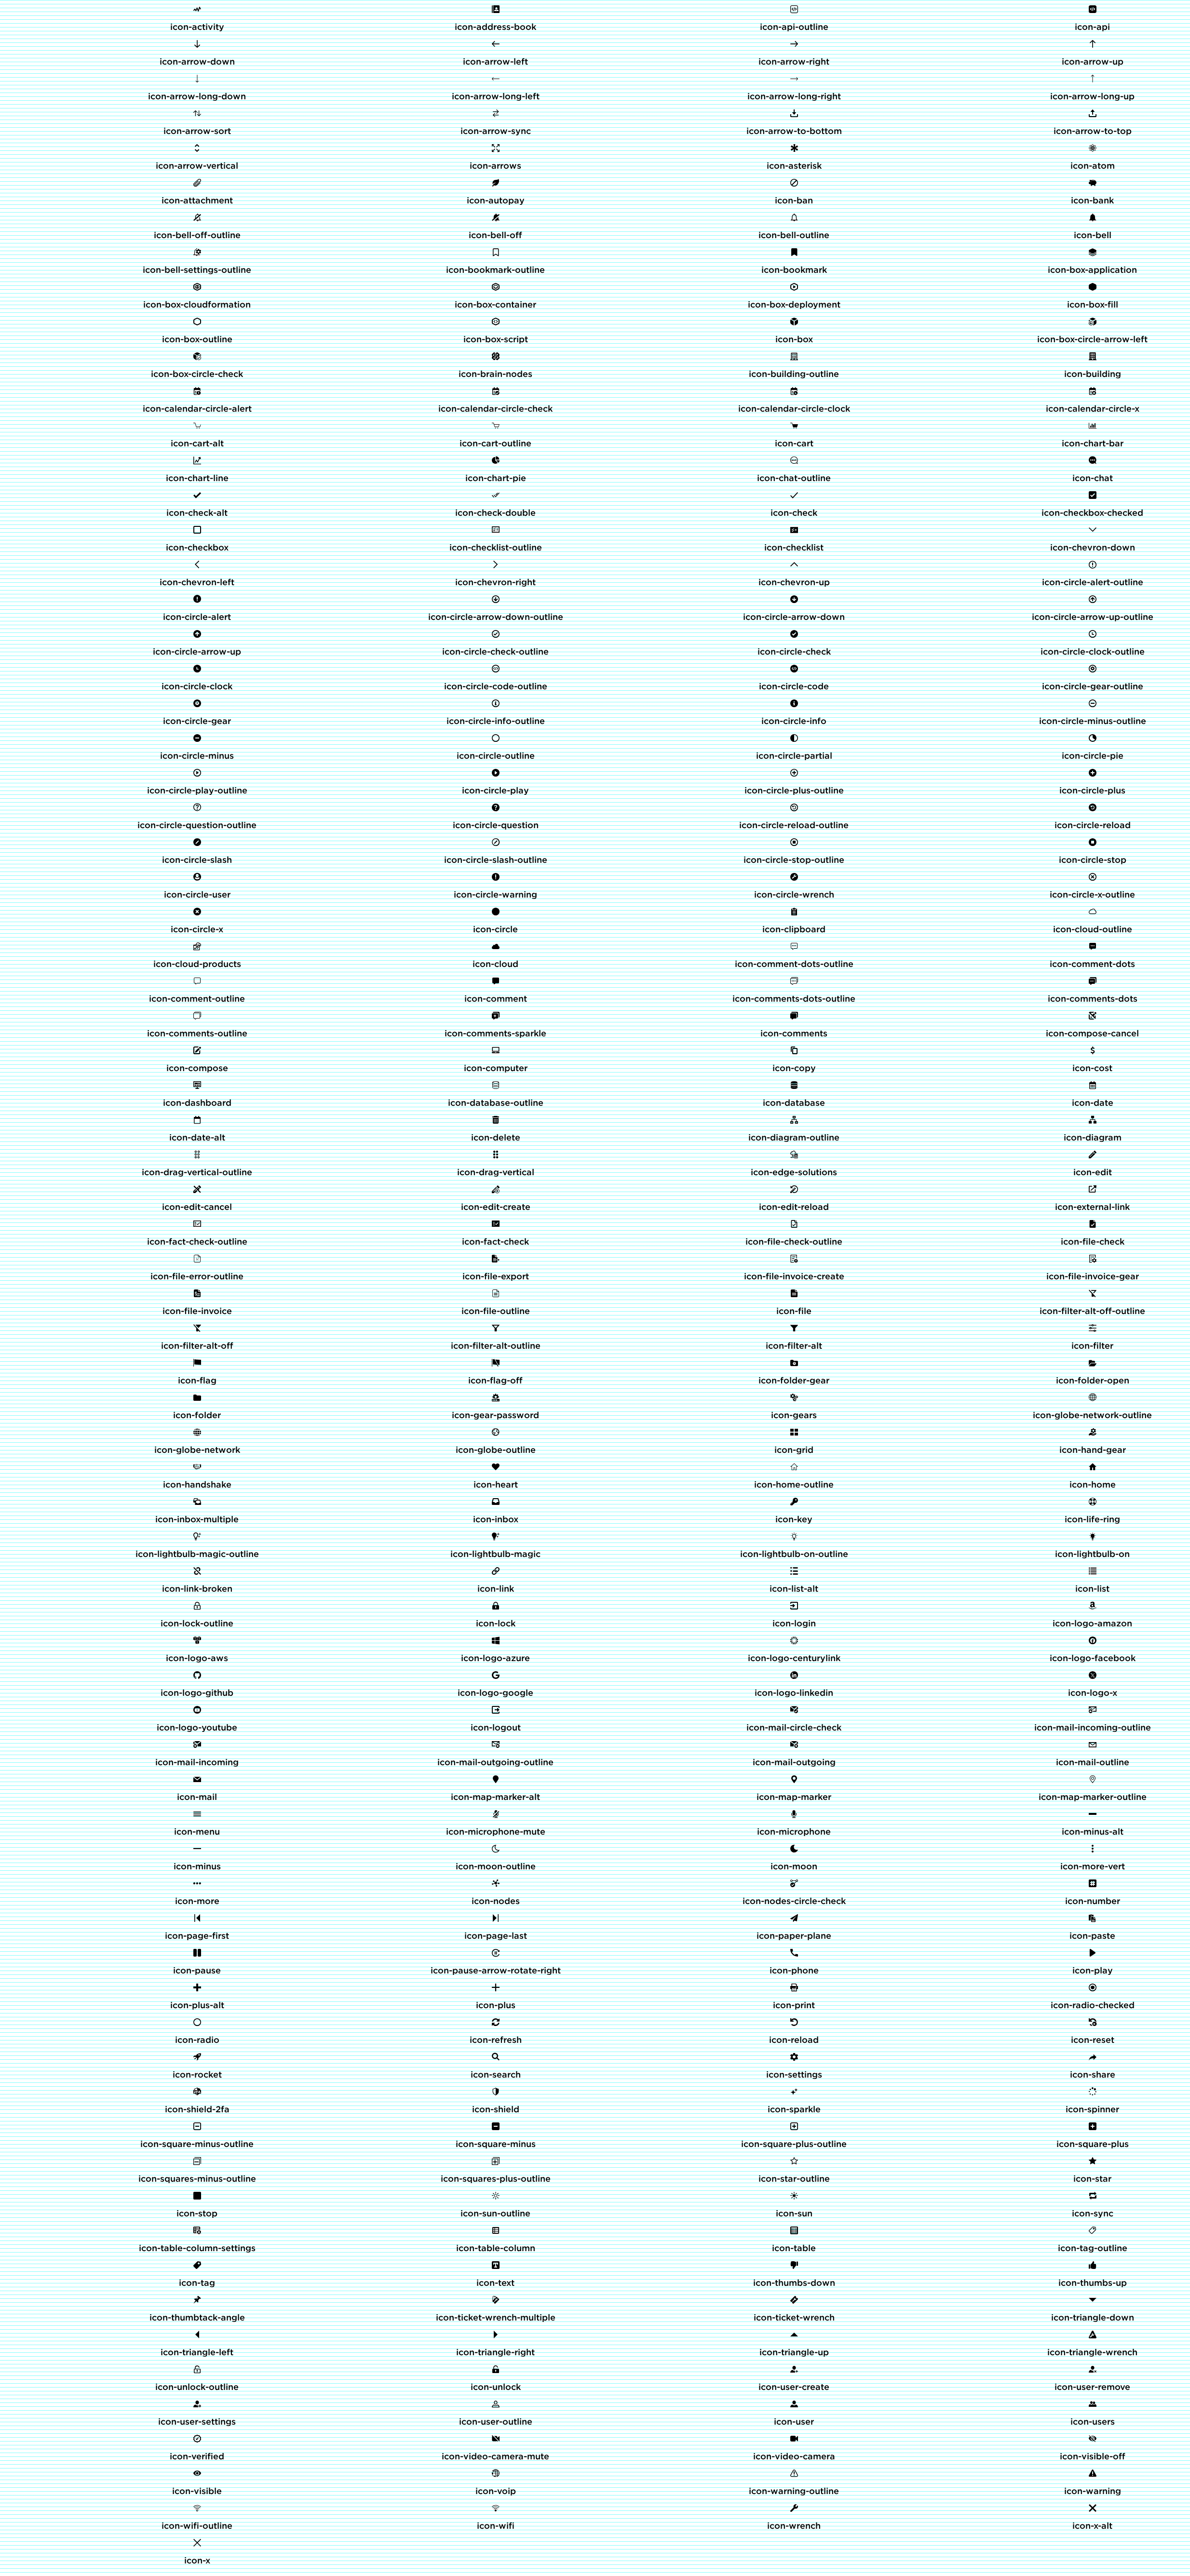 icon-activity icon-address-book icon-api-outline icon-api
icon-arrow-down icon-arrow-left icon-arrow-right icon-arrow-up
icon-arrow-long-down icon-arrow-long-left icon-arrow-long-right icon-arrow-long-up
icon-arrow-sort icon-arrow-sync icon-arrow-to-bottom icon-arrow-to-top
icon-arrow-vertical icon-arrows icon-asterisk icon-atom
icon-attachment icon-autopay icon-ban icon-bank
icon-bell-off-outline icon-bell-off icon-bell-outline icon-bell
icon-bell-settings-outline icon-bookmark-outline icon-bookmark icon-box-application
icon-box-cloudformation icon-box-container icon-box-deployment icon-box-fill
icon-box-outline icon-box-script icon-box icon-box-circle-arrow-left
icon-box-circle-check icon-brain-nodes icon-building-outline icon-building
icon-calendar-circle-alert icon-calendar-circle-check icon-calendar-circle-clock icon-calendar-circle-x
icon-cart-alt icon-cart-outline icon-cart icon-chart-bar
icon-chart-line icon-chart-pie icon-chat-outline icon-chat
icon-check-alt icon-check-double icon-check icon-checkbox-checked
icon-checkbox icon-checklist-outline icon-checklist icon-chevron-down
icon-chevron-left icon-chevron-right icon-chevron-up icon-circle-alert-outline
icon-circle-alert icon-circle-arrow-down-outline icon-circle-arrow-down icon-circle-arrow-up-outline
icon-circle-arrow-up icon-circle-check-outline icon-circle-check icon-circle-clock-outline
icon-circle-clock icon-circle-code-outline icon-circle-code icon-circle-gear-outline
icon-circle-gear icon-circle-info-outline icon-circle-info icon-circle-minus-outline
icon-circle-minus icon-circle-outline icon-circle-partial icon-circle-pie
icon-circle-play-outline icon-circle-play icon-circle-plus-outline icon-circle-plus
icon-circle-question-outline icon-circle-question icon-circle-reload-outline icon-circle-reload
icon-circle-slash icon-circle-slash-outline icon-circle-stop-outline icon-circle-stop
icon-circle-user icon-circle-warning icon-circle-wrench icon-circle-x-outline
icon-circle-x icon-circle icon-clipboard icon-cloud-outline
icon-cloud-products icon-cloud icon-comment-dots-outline icon-comment-dots
icon-comment-outline icon-comment icon-comments-dots-outline icon-comments-dots
icon-comments-outline icon-comments-sparkle icon-comments icon-compose-cancel
icon-compose icon-computer icon-copy icon-cost
icon-dashboard icon-database-outline icon-database icon-date
icon-date-alt icon-delete icon-diagram-outline icon-diagram
icon-drag-vertical-outline icon-drag-vertical icon-edge-solutions icon-edit
icon-edit-cancel icon-edit-create icon-edit-reload icon-external-link
icon-fact-check-outline icon-fact-check icon-file-check-outline icon-file-check
icon-file-error-outline icon-file-export icon-file-invoice-create icon-file-invoice-gear
icon-file-invoice icon-file-outline icon-file icon-filter-alt-off-outline
icon-filter-alt-off icon-filter-alt-outline icon-filter-alt icon-filter
icon-flag icon-flag-off icon-folder-gear icon-folder-open
icon-folder icon-gear-password icon-gears icon-globe-network-outline
icon-globe-network icon-globe-outline icon-grid icon-hand-gear
icon-handshake icon-heart icon-home-outline icon-home
icon-inbox-multiple icon-inbox icon-key icon-life-ring
icon-lightbulb-magic-outline icon-lightbulb-magic icon-lightbulb-on-outline icon-lightbulb-on
icon-link-broken icon-link icon-list-alt icon-list
icon-lock-outline icon-lock icon-login icon-logo-amazon
icon-logo-aws icon-logo-azure icon-logo-centurylink icon-logo-facebook
icon-logo-github icon-logo-google icon-logo-linkedin icon-logo-x
icon-logo-youtube icon-logout icon-mail-circle-check icon-mail-incoming-outline
icon-mail-incoming icon-mail-outgoing-outline icon-mail-outgoing icon-mail-outline
icon-mail icon-map-marker-alt icon-map-marker icon-map-marker-outline
icon-menu icon-microphone-mute icon-microphone icon-minus-alt
icon-minus icon-moon-outline icon-moon icon-more-vert
icon-more icon-nodes icon-nodes-circle-check icon-number
icon-page-first icon-page-last icon-paper-plane icon-paste
icon-pause icon-pause-arrow-rotate-right icon-phone icon-play
icon-plus-alt icon-plus icon-print icon-radio-checked
icon-radio icon-refresh icon-reload icon-reset
icon-rocket icon-search icon-settings icon-share
icon-shield-2fa icon-shield icon-sparkle icon-spinner
icon-square-minus-outline icon-square-minus icon-square-plus-outline icon-square-plus
icon-squares-minus-outline icon-squares-plus-outline icon-star-outline icon-star
icon-stop icon-sun-outline icon-sun icon-sync
icon-table-column-settings icon-table-column icon-table icon-tag-outline
icon-tag icon-text icon-thumbs-down icon-thumbs-up
icon-thumbtack-angle icon-ticket-wrench-multiple icon-ticket-wrench icon-triangle-down
icon-triangle-left icon-triangle-right icon-triangle-up icon-triangle-wrench
icon-unlock-outline icon-unlock icon-user-create icon-user-remove
icon-user-settings icon-user-outline icon-user icon-users
icon-verified icon-video-camera-mute icon-video-camera icon-visible-off
icon-visible icon-voip icon-warning-outline icon-warning
icon-wifi-outline icon-wifi icon-wrench icon-x-alt
icon-x